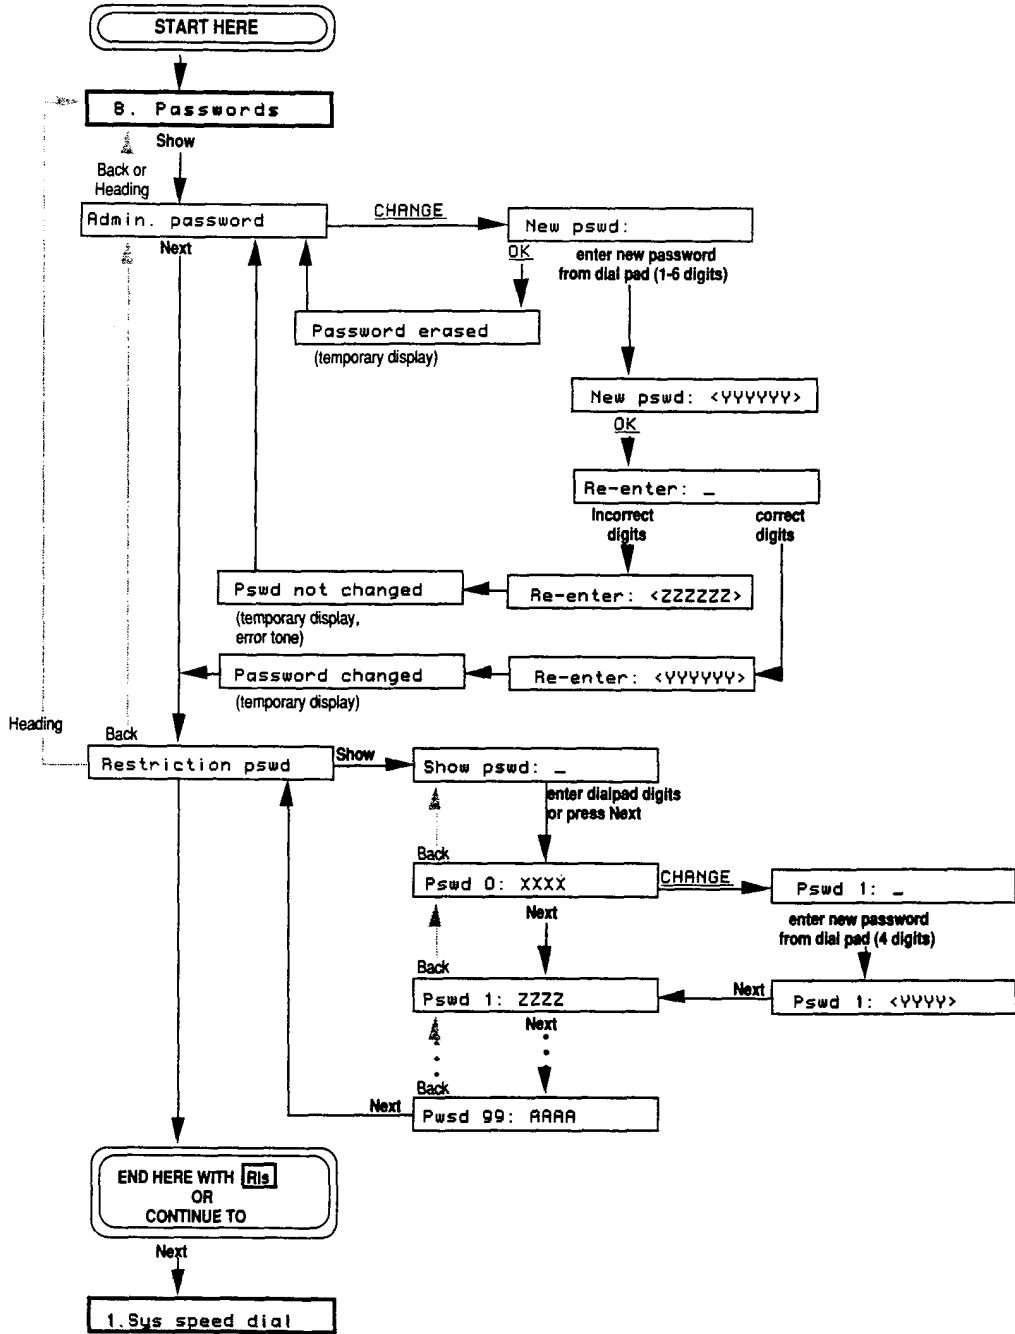 START HERE
8. Passwords
Show
Back or
Heading
Admin. password
CHANGE
New pswd:
Next
OK
enter new password
from dial pad (1-6 digits)
Password erased
(temporary display)
New pswd: <YYYYYY>
OK
Re-enter: _
Incorrect
digits
correct
digits
Pswd not changed
Re-enter: <ZZZZZZ>
(temporary display,
error tone)
Password changed
Re-enter: <YYYYYY>
(temporary display)
Heading
Back
Restriction pswd
Show
Show pswd: _
enter dialpad digits
or press Next
Back
Pswd 0: XXXX
CHANGE
Pswd 1: _
Next
enter new password
from dial pad (4 digits)
Back
Pswd 1: ZZZZ
Next
Pswd 1: <YYYY>
Next
Back
Next
Pwsd 99: AAAA
END HERE WITH Rls
OR
CONTINUE TO
Next
1.Sys speed dial